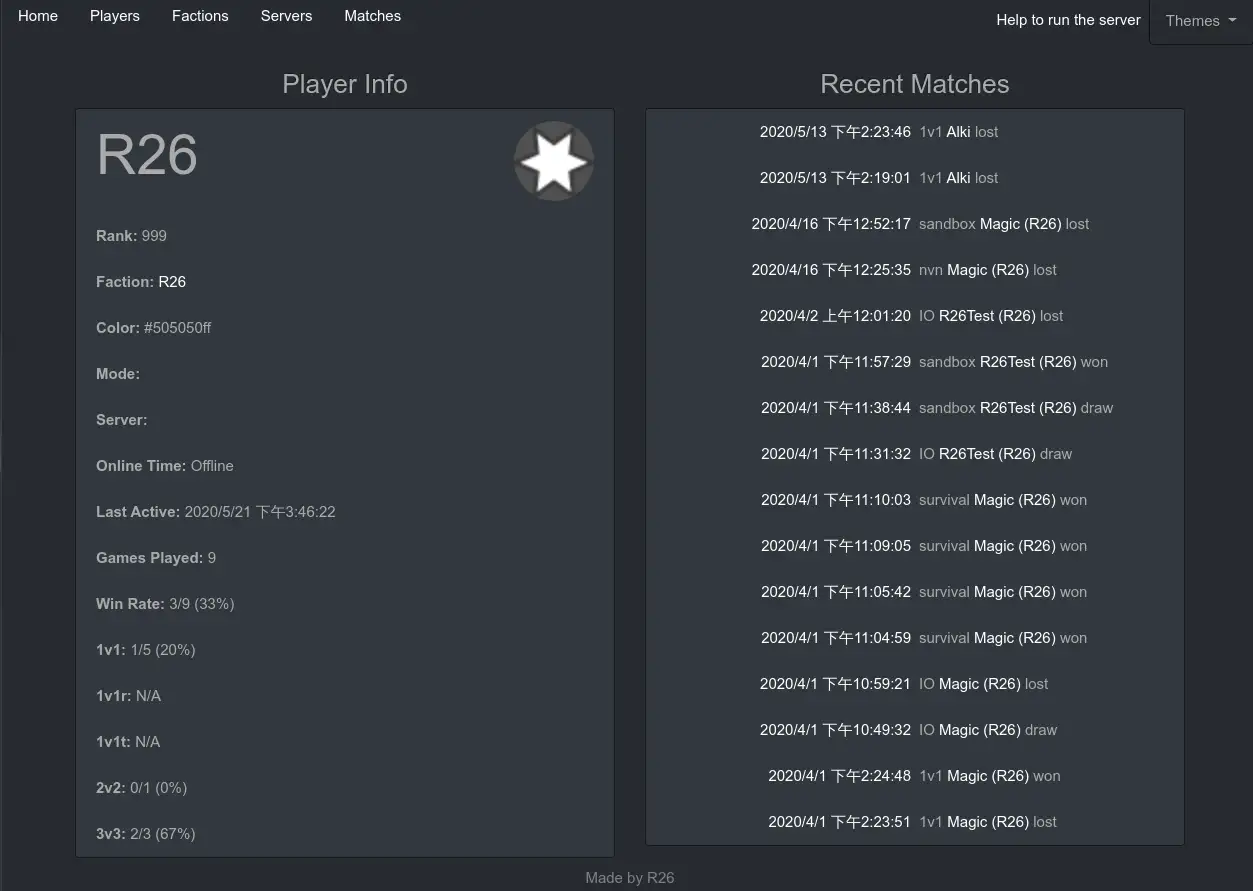 Home Players Factions Servers Matches Help to run the server Themes
Player Info
R26
Rank: 999
Faction: R26
Color: #505050ff
Mode:
Server:
Online Time: Offline
Last Active: 2020/5/21 下午3:46:22
Games Played: 9
Win Rate: 3/9 (33%)
1v1: 1/5 (20%)
1v1r: N/A
1v1t: N/A
2v2: 0/1 (0%)
3v3: 2/3 (67%)
Recent Matches
2020/5/13 下午2:23:46 1v1 Alki lost
2020/5/13 下午2:19:01 1v1 Alki lost
2020/4/16 下午12:52:17 sandbox Magic (R26) lost
2020/4/16 下午12:25:35 nvn Magic (R26) lost
2020/4/2 上午12:01:20 IO R26Test (R26) lost
2020/4/1 下午11:57:29 sandbox R26Test (R26) won
2020/4/1 下午11:38:44 sandbox R26Test (R26) draw
2020/4/1 下午11:31:32 IO R26Test (R26) draw
2020/4/1 下午11:10:03 survival Magic (R26) won
2020/4/1 下午11:09:05 survival Magic (R26) won
2020/4/1 下午11:05:42 survival Magic (R26) won
2020/4/1 下午11:04:59 survival Magic (R26) won
2020/4/1 下午10:59:21 IO Magic (R26) lost
2020/4/1 下午10:49:32 IO Magic (R26) draw
2020/4/1 下午2:24:48 1v1 Magic (R26) won
2020/4/1 下午2:23:51 1v1 Magic (R26) lost
Made by R26